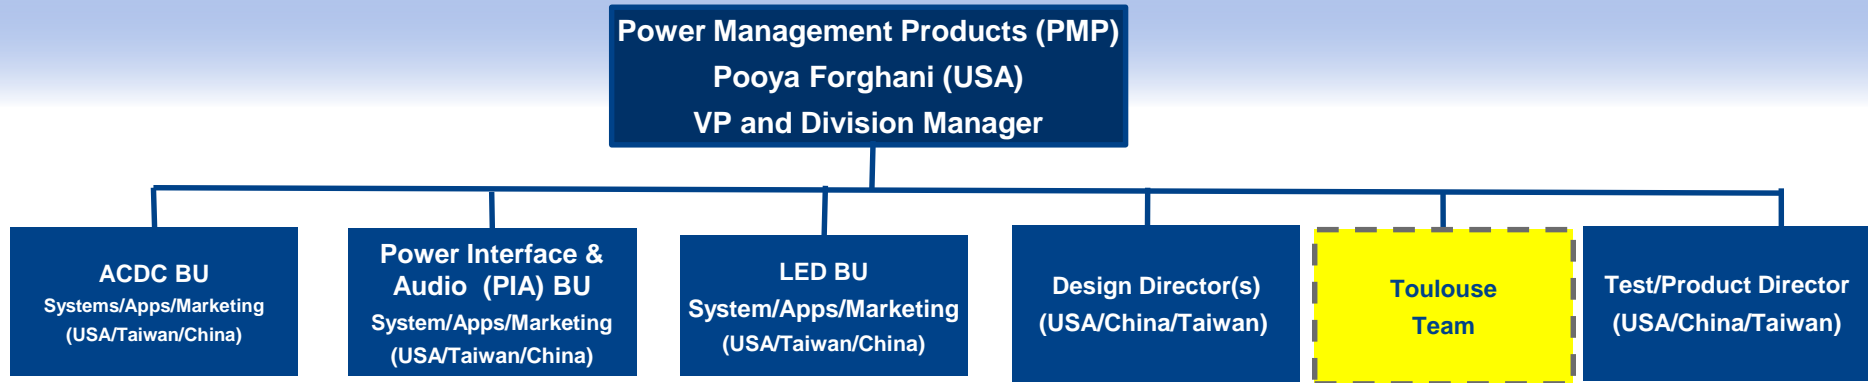 Power Management Products (PMP)
Pooya Forghani (USA)
VP and Division Manager
ACDC BU
Systems/Apps/Marketing
(USA/Taiwan/China)
Power Interface &
Audio (PIA) BU
System/Apps/Marketing
(USA/Taiwan/China)
LED BU
System/Apps/Marketing
(USA/Taiwan/China)
Design Director(s)
(USA/China/Taiwan)
Toulouse
Team
Test/Product Director
(USA/China/Taiwan)